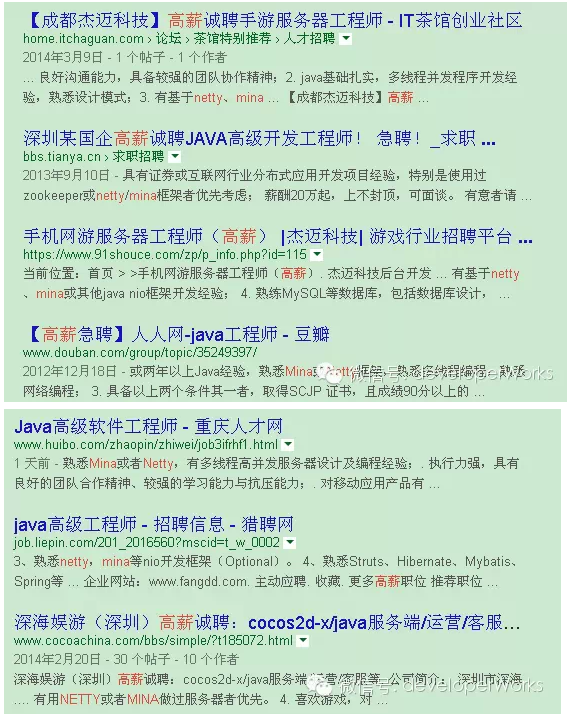 【成都杰迈科技】高薪诚聘手游服务器工程师 - IT茶馆创业社区
home.itchaguan.com › 论坛 › 茶馆特别推荐 › 人才招聘
2014年3月9日 - 1 个帖子 - 1 个作者
... 良好沟通能力，具备较强的团队协作精神；2. java基础扎实，多线程并发程序开发经
验，熟悉设计模式；3. 有基于netty、mina ... 【成都杰迈科技】高薪 ...
深圳某国企高薪诚聘JAVA高级开发工程师！ 急聘！_求职 ...
bbs.tianya.cn › 求职招聘
2013年9月10日 - 具有证券或互联网行业分布式应用开发项目经验，特别是使用过
zookeeper或netty/mina框架者优先考虑； 薪酬20万起，上不封顶，可面谈。 有意者请 ...
手机网游服务器工程师（高薪） |杰迈科技| 游戏行业招聘平台 ...
https://www.91shouce.com/zp/p_info.php?id=115
当前位置：首页 > >手机网游服务器工程师（高薪）. 杰迈科技后台开发 ... 有基于netty
、mina或其他java nio框架开发经验； 4. 熟练MySQL等数据库，包括数据库设计， ...
【高薪急聘】人人网-java工程师 - 豆瓣
www.douban.com/group/topic/35249397/
2012年12月18日 - 或两年以上Java经验，熟悉Mina或Netty框架，熟悉多线程编程，熟悉
网络编程； 3. 具备以上两个条件其一者，取得SCJP 证书，且成绩90分以上的 ...
微信号: developerWorks
Java高级软件工程师 - 重庆人才网
www.huibo.com/zhaopin/zhiwei/job3ifrhf1.html
1 天前 - 熟悉Mina或者Netty，有多线程高并发服务器设计及编程经验；. 执行力强，具有
良好的团队合作精神、较强的学习能力与抗压能力；. 对移动应用产品有 ...
java高级工程师 - 招聘信息 - 猎聘网
job.liepin.com/201_2016560?mscid=t_w_0002
3、熟悉netty，mina等nio开发框架（Optional）。 4、熟悉Struts、Hibernate、Mybatis、
Spring等 ... 企业网站：www.fangdd.com. 主动应聘. 收藏. 更多高薪职位 推荐职位 ...
深海娱游（深圳）高薪诚聘：cocos2d-x/java服务端/运营/客服...
www.cocoachina.com/bbs/simple/?t185072.html
2014年2月20日 - 30 个帖子 - 10 个作者
深海娱游（深圳）高薪诚聘：cocos2d-x/java服务端/运营/客服等. 公司简介： 深圳市深海
.... 有用NETTY或者MINA做过服务器者优先。 4. 喜欢游戏，对 ...
微信号: developerWorks